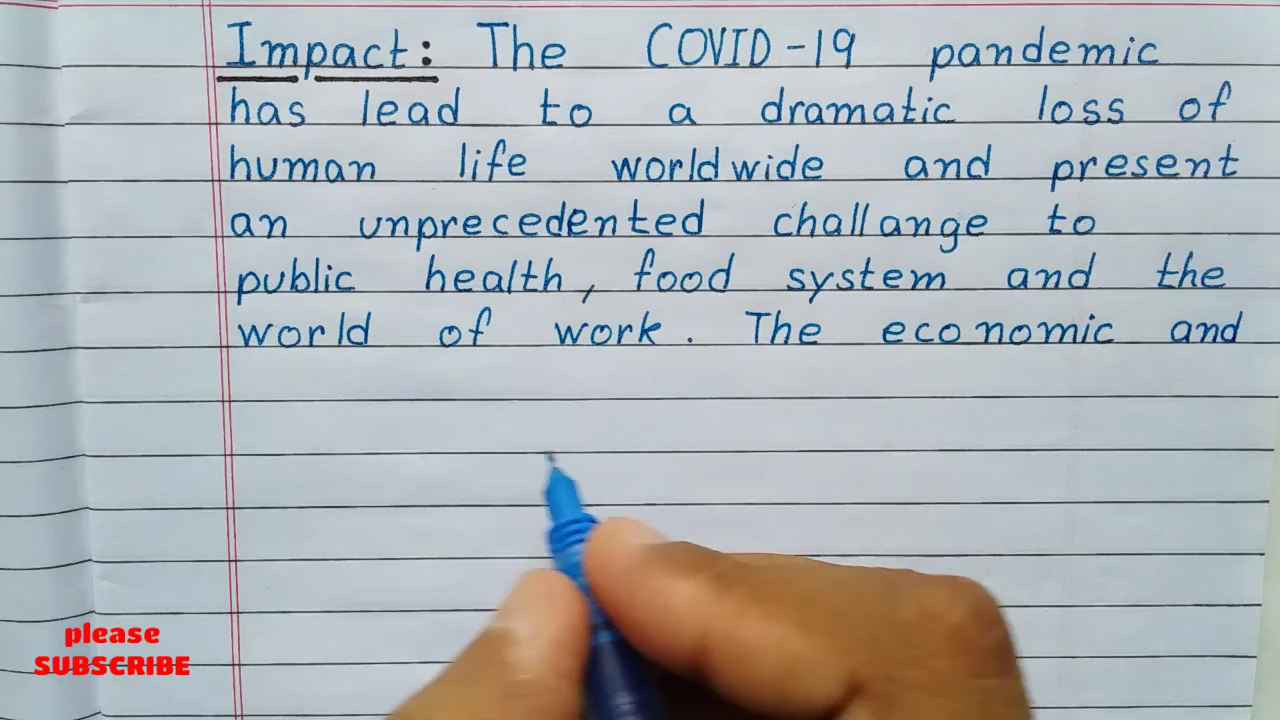 Impact: The COVID-19 pandemic
has lead to a dramatic loss of
human life worldwide and present
an unprecedented challange to
public health, food system and the
world of work. The economic and
please
SUBSCRIBE